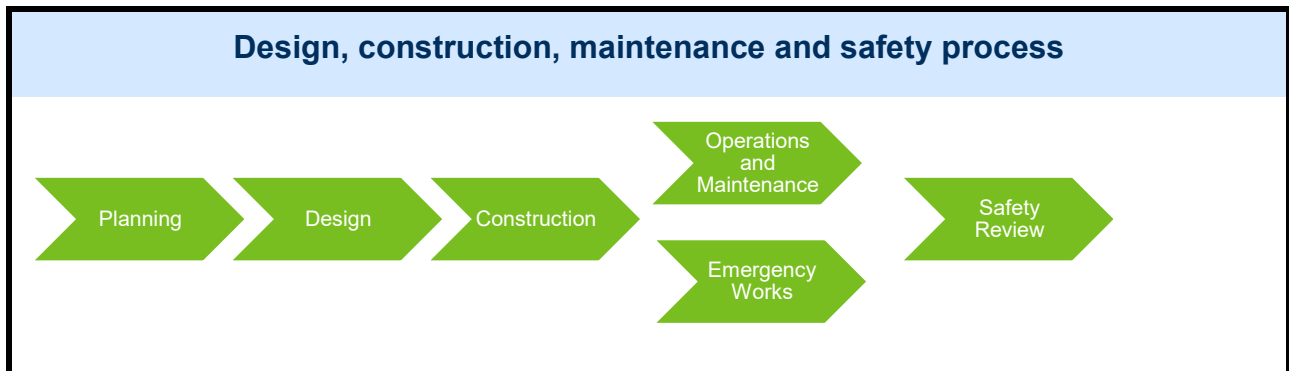 Design, construction, maintenance and safety process
Planning
Design
Construction
Operations
and
Maintenance
Emergency
Works
Safety
Review